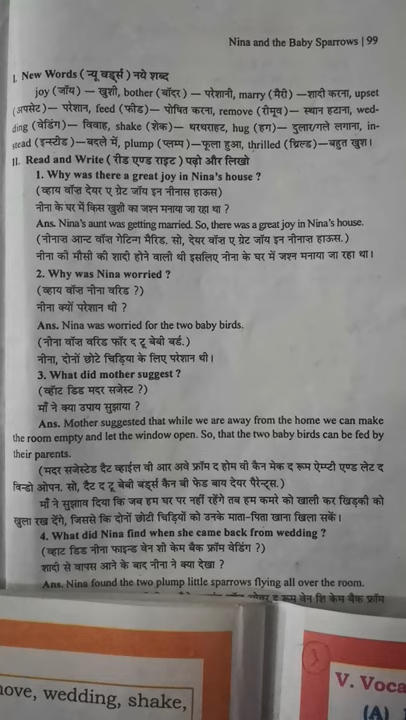 Nina and the Baby Sparrows | 99
I. New Words (न्यू वर्ड्स) नये शब्द
joy (जॉय) — खुशी, bother (बॉदर) — परेशानी, marry (मैरी) —शादी करना, upset
(अपसेट)— परेशान, feed (फीड)— पोषित करना, remove (रीमूव)— स्थान हटाना, wed-
ding (वेडिंग)— विवाह, shake (शेक)— थरथराहट, hug (हग)— दुलार/गले लगाना, in-
stead (इन्स्टीड)—बदले में, plump (प्लम्प)—फूला हुआ, thrilled (थ्रिल्ड)—बहुत खुश।
II. Read and Write (रीड एण्ड राइट) पढ़ो और लिखो
1. Why was there a great joy in Nina's house ?
(व्हाय वॉज़ देयर ए ग्रेट जॉय इन नीनास हाऊस)
नीना के घर में किस खुशी का जश्न मनाया जा रहा था ?
Ans. Nina's aunt was getting married. So, there was a great joy in Nina's house.
(नीनाज़ आन्ट वॉज़ गेटिन्ग मैरिड. सो, देयर वॉज़ ए ग्रेट जॉय इन नीनाज़ हाऊस.)
नीना की मौसी की शादी होने वाली थी इसलिए नीना के घर में जश्न मनाया जा रहा था।
2. Why was Nina worried ?
(व्हाय वॉज़ नीना वरिड ?)
नीना क्यों परेशान थी ?
Ans. Nina was worried for the two baby birds.
(नीना वॉज़ वरिड फॉर द टू बेबी बर्ड.)
नीना, दोनों छोटे चिड़िया के लिए परेशान थी।
3. What did mother suggest ?
(व्हॉट डिड मदर सजेस्ट ?)
माँ ने क्या उपाय सुझाया ?
Ans. Mother suggested that while we are away from the home we can make
the room empty and let the window open. So, that the two baby birds can be fed by
their parents.
(मदर सजेस्टेड दैट व्हाईल वी आर अवे फ्रॉम द होम वी कैन मेक द रूम ऐम्प्टी एण्ड लेट द
विन्डो ओपन. सो, दैट द टू बेबी बर्ड्स कैन बी फेड बाय देयर पैरेन्ट्स.)
माँ ने सुझाव दिया कि जब हम घर पर नहीं रहेंगे तब हम कमरे को खाली कर खिड़की को
खुला रख देंगे, जिससे कि दोनों छोटी चिड़ियों को उनके माता-पिता खाना खिला सकें।
4. What did Nina find when she came back from wedding ?
(व्हाट डिड नीना फाइन्ड वेन शी केम बैक फ्रॉम वेडिंग ?)
शादी से वापस आने के बाद नीना ने क्या देखा ?
Ans. Nina found the two plump little sparrows flying all over the room.
ओवर द रूम वेन शि केम बैक फ्रॉम
move, wedding, shake,
V. Voca
(A)